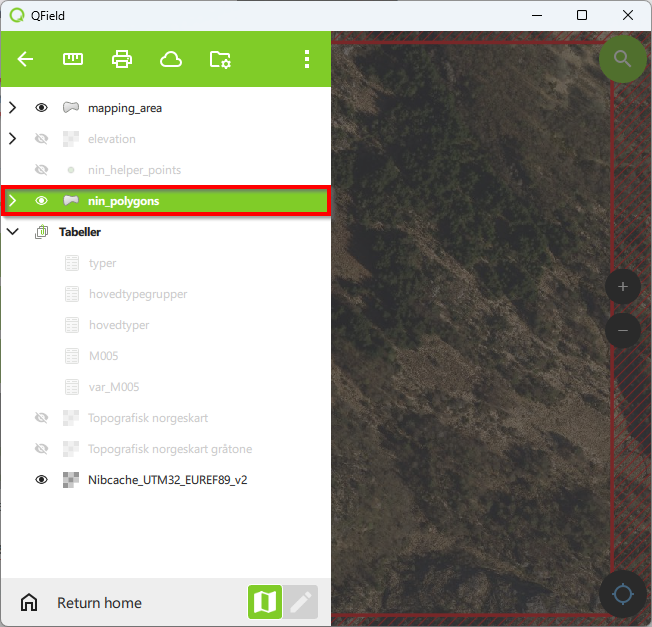 QField
mapping_area
elevation
nin_helper_points
nin_polygons
Tabeller
typer
hovedtypegrupper
hovedtyper
M005
var_M005
Topografisk norgeskart
Topografisk norgeskart gråtone
Nibcache_UTM32_EUREF89_v2
Return home